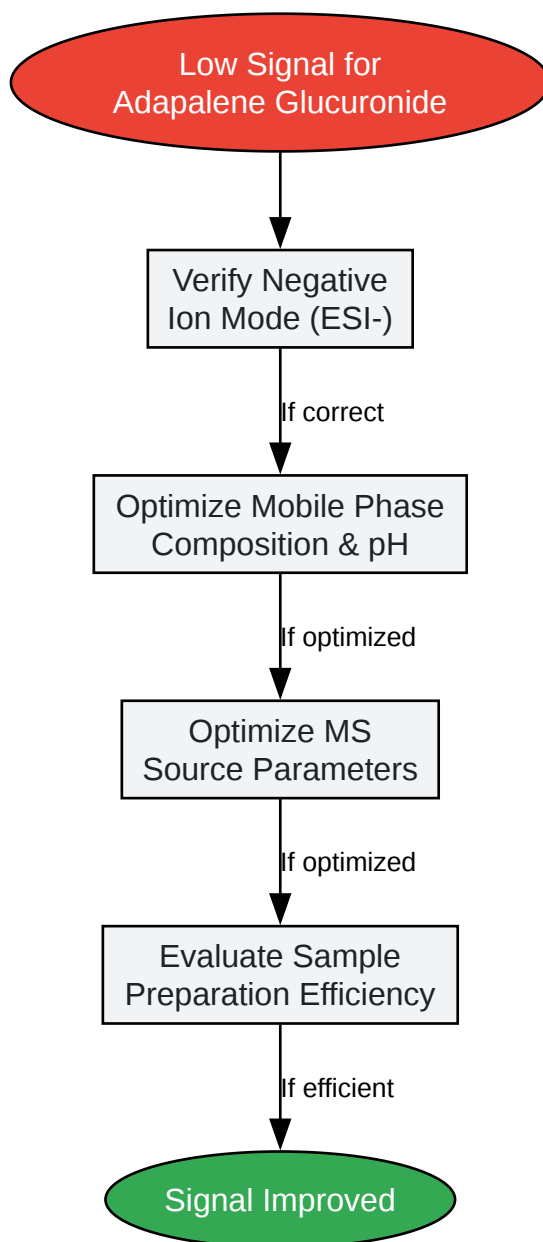 Low Signal for
Adapalene Glucuronide
Verify Negative
Ion Mode (ESI-)
If correct
Optimize Mobile Phase
Composition & pH
If optimized
Optimize MS
Source Parameters
If optimized
Evaluate Sample
Preparation Efficiency
If efficient
Signal Improved